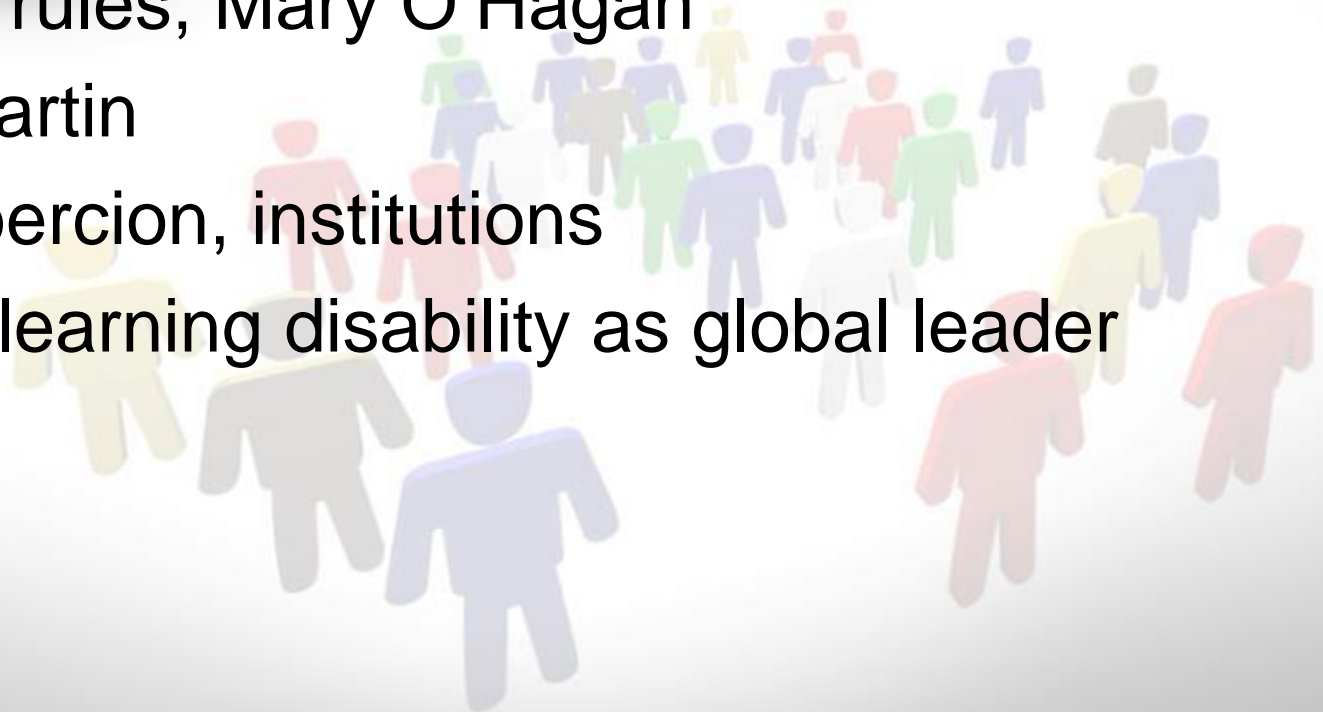 rules, Mary O'Hagan
artin
ercion, institutions
learning disability as global leader